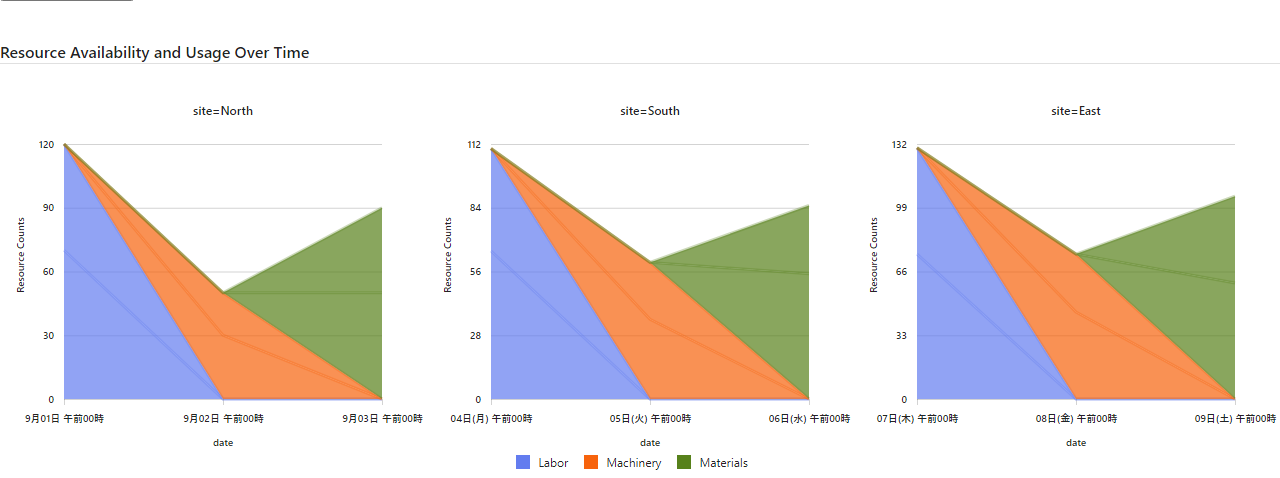 Resource Availability and Usage Over Time
site=North
120
90
60
30
0
Resource Counts
9月01日 午前00時
9月02日 午前00時
9月03日 午前00時
date
site=South
112
84
56
28
0
Resource Counts
04日(月) 午前00時
05日(火) 午前00時
06日(水) 午前00時
date
site=East
132
99
66
33
0
Resource Counts
07日(木) 午前00時
08日(金) 午前00時
09日(土) 午前00時
date
Labor
Machinery
Materials